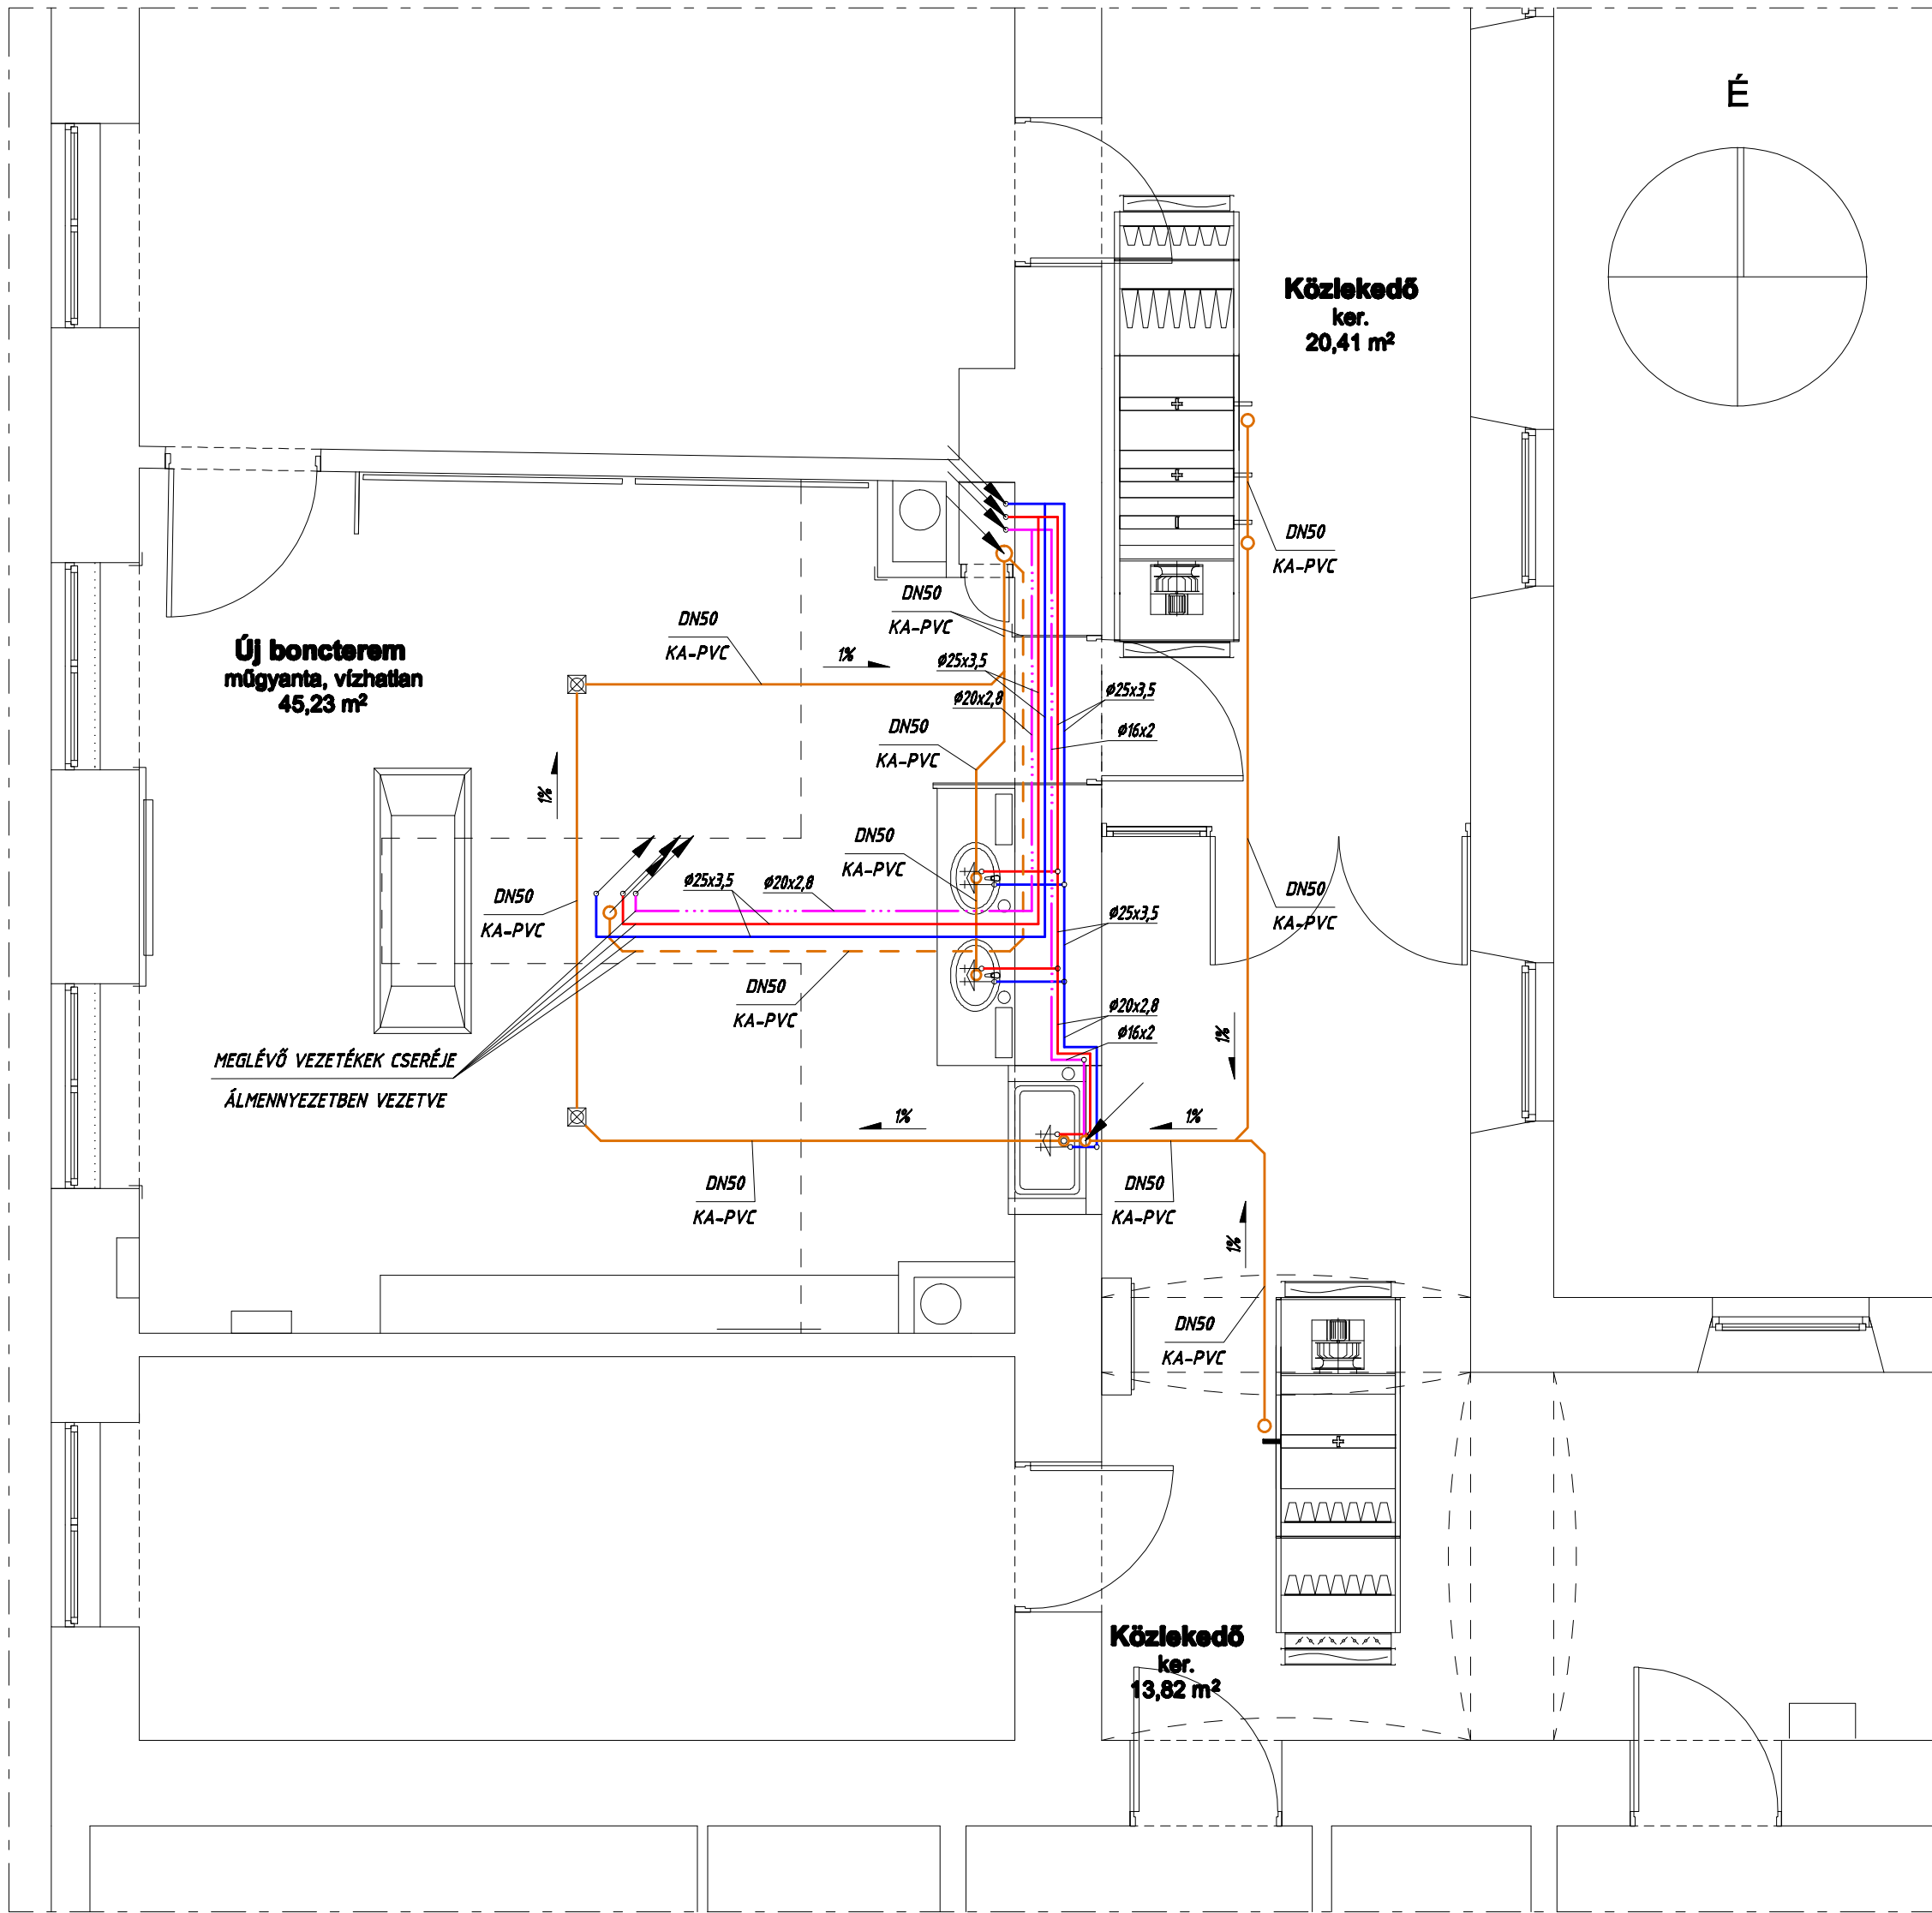 É
Közlekedő
ker.
20,41 m²
DN50
KA-PVC
DN50
KA-PVC
DN50
KA-PVC
1%
Új boncterem
műgyanta, vízhatlan
45,23 m²
Ø25x3,5
Ø20x2,8
Ø25x3,5
Ø16x2
DN50
KA-PVC
1%
DN50
KA-PVC
Ø25x3,5
Ø20x2,8
DN50
KA-PVC
DN50
KA-PVC
Ø25x3,5
DN50
KA-PVC
Ø20x2,8
Ø16x2
1%
MEGLÉVŐ VEZETÉKEK CSERÉJE
ÁLMENNYEZETBEN VEZETVE
1%
1%
DN50
KA-PVC
DN50
KA-PVC
1%
DN50
KA-PVC
Közlekedő
ker.
13,82 m²